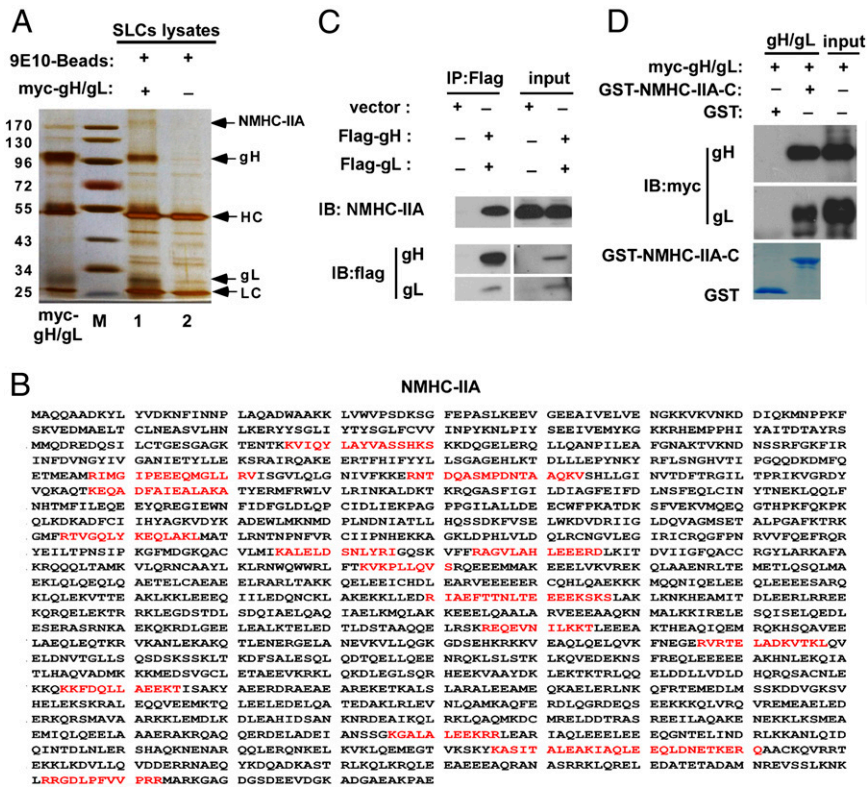 A
SLCs lysates
9E10-Beads: + +
myc-gH/gL: + –
170
130
96
72
55
43
34
25
NMHC-IIA
gH
HC
gL
LC
myc-gH/gL M 1 2
C
IP:Flag input
vector : + – + –
Flag-gH : – + – +
Flag-gL : – + – +
IB: NMHC-IIA
IB:flag
gH
gL
D
gH/gL input
myc-gH/gL: + + +
GST-NMHC-IIA-C: – + –
GST: + – –
IB:myc
gH
gL
GST-NMHC-IIA-C
GST
B
NMHC-IIA
MAQQAADKYL YVDKNFINNP LAQADWAAKK LVWVPSDKSG FEPASLKEEV GEEAIVELVE NGKKVKVNKD DIQKMNPPKF
SKVEDMAELT CLNEASVLHN LKERYYSGLI YTYSGLFCVV INPYKNLPIY SEEIVEMYKG KKRHEMPPHI YAITDTAYRS
MMQDREDQSI LCTGESGAGK TENTKKVIQY LAYVASSHKS KKDQGELERQ LLQANPILEA FGNAKTVKND NSSRFGKFIR
INFDVNGYIV GANIETYLLE KSRAIRQAKE ERTFHIFYYL LSGAGEHLKT DLLLEPYNKY RFLSNGHVTI PGQQDKDMFQ
ETMEAMRIMG IPEEEQMGLL RVISGVLQLG NIVFKKERNT DQASMPDNTA AQKVSHLLGI NVTDFTRGIL TPRIKVGRDY
VQKAQTKEQA DFAIEALAKA TYERMFRWLV LRINKALDKT KRQGASFIGI LDIAGFEIFD LNSFEQLCIN YTNEKLQQLF
NHTMFILEQE EYQREGIEWN FIDFGLDLQP CIDLIEKPAG PPGILALLDE ECWFPKATDK SFVEKVMQEQ GTHPKFQKPK
QLKDKADFCI IHYAGKVDYK ADEWLMKNMD PLNDNIATLL HQSSDKFVSE LWKDVDRIIG LDQVAGMSET ALPGAFKTRK
GMFRTVGQLY KEQLAKLMAT LRNTNPNFVR CIIPNHEKKA GKLDPHLVLD QLRCNGVLEG IRICRQGFPN RVVFQEFRQR
YEILTPNSIP KGFMDGKQAC VLMIKALELD SNLYRIGQSK VFFRAGVLAH LEEERDLKIT DVIIGFQACC RGYLARKAFA
KRQQQLTAMK VLQRNCAAYL KLRNWQWWRL FTKVKPLLQV SRQEEEMMAK EEELVKVREK QLAAENRLTE METLQSQLMA
EKLQLQEQLQ AETELCAEAE ELRARLTAKK QELEEICHDL EARVEEEEER CQHLQAEKKK MQQNIQELEE QLEEEESARQ
KLQLEKVTTE AKLKKLEEEQ IILEDQNCKL AKEKKLLEDR IAEFTTNLTE EEEKSKSLAK LKNKHEAMIT DLEERLRREE
KQRQELEKTR RKLEGDSTDL SDQIAELQAQ IAELKMQLAK KEEELQAALA RVEEEAAQKN MALKKIRELE SQISELQEDL
ESERASRNKA EKQKRDLGEE LEALKTELED TLDSTAAQQE LRSKREQEVN ILKKTLEEEA KTHEAQIQEM RQKHSQAVEE
LAEQLEQTKR VKANLEKAKQ TLENERGELA NEVKVLLQGK GDSEHKRKKV EAQLQELQVK FNEGERVRTE LADKVTKLQV
ELDNVTGLLS QSDSKSSKLT KDFSALESQL QDTQELLQEE NRQKLSLSTK LKQVEDEKNS FREQLEEEEE AKHNLEKQIA
TLHAQVADMK KKMEDSVGCL ETAEEVKRKL QKDLEGLSQR HEEKVAAYDK LEKTKTRLQQ ELDDLLVDLD HQRQSACNLE
KKQKKFDQLL AEEKTISAKY AEERDRAEAE AREKETKALS LARALEEAME QKAELERLNK QFRTEMEDLM SSKDDVGKSV
HELEKSKRAL EQQVEEMKTQ LEELEDELQA TEDAKLRLEV NLQAMKAQFE RDLQGRDEQS EEKKKQLVRQ VREMEAELED
ERKQRSMAVA ARKKLEMDLK DLEAHIDSAN KNRDEAIKQL RKLQAQMKDC MRELDDTRAS REEILAQAKE NEKKLKSMEA
EMIQLQEELA AAERAKRQAQ QERDELADEI ANSSGKGALA LEEKRRLEAR IAQLEEELEE EQGNTELIND RLKKANLQID
QINTDLNLER SHAQKNENAR QQLERQNKEL KVKLQEMEGT VKSKYKASIT ALEAKIAQLE EQLDNETKER QAACKQVRRT
EKKLKDVLLQ VDDERRNAEQ YKDQADKAST RLKQLKRQLE EAEEEAQRAN ASRRKLQREL EDATETADAM NREVSSLKNK
LRRGDLPFVV PRRMARKGAG DGSDEEVDGK ADGAEAKPAE